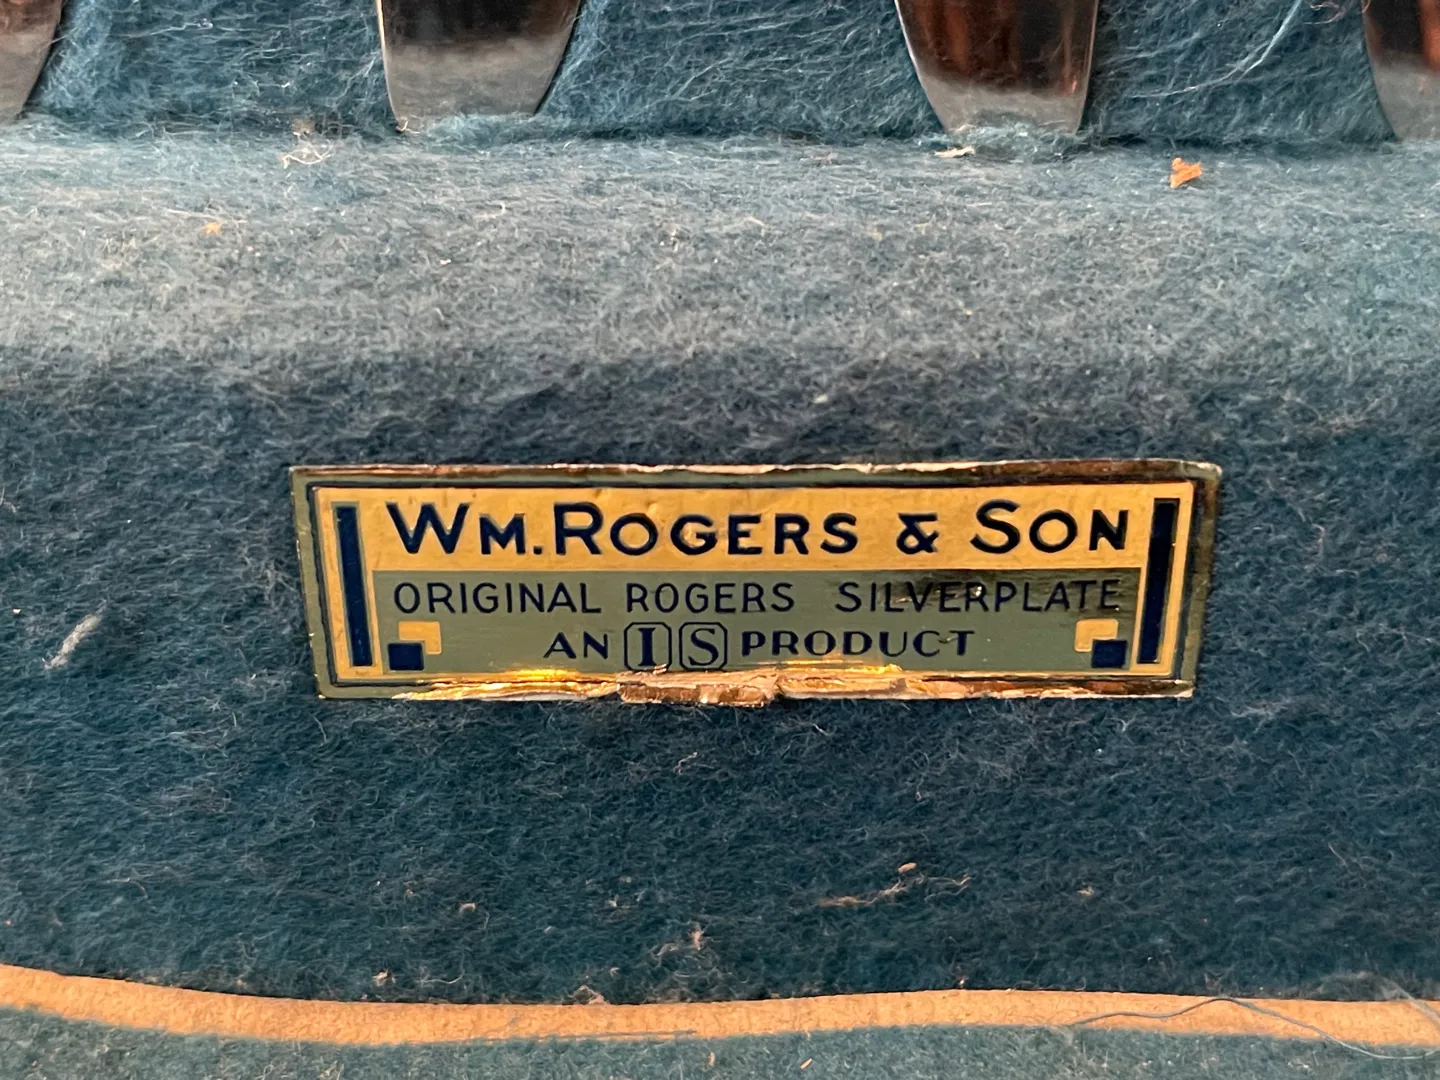 WM. ROGERS & SON
ORIGINAL ROGERS SILVERPLATE
AN IS PRODUCT